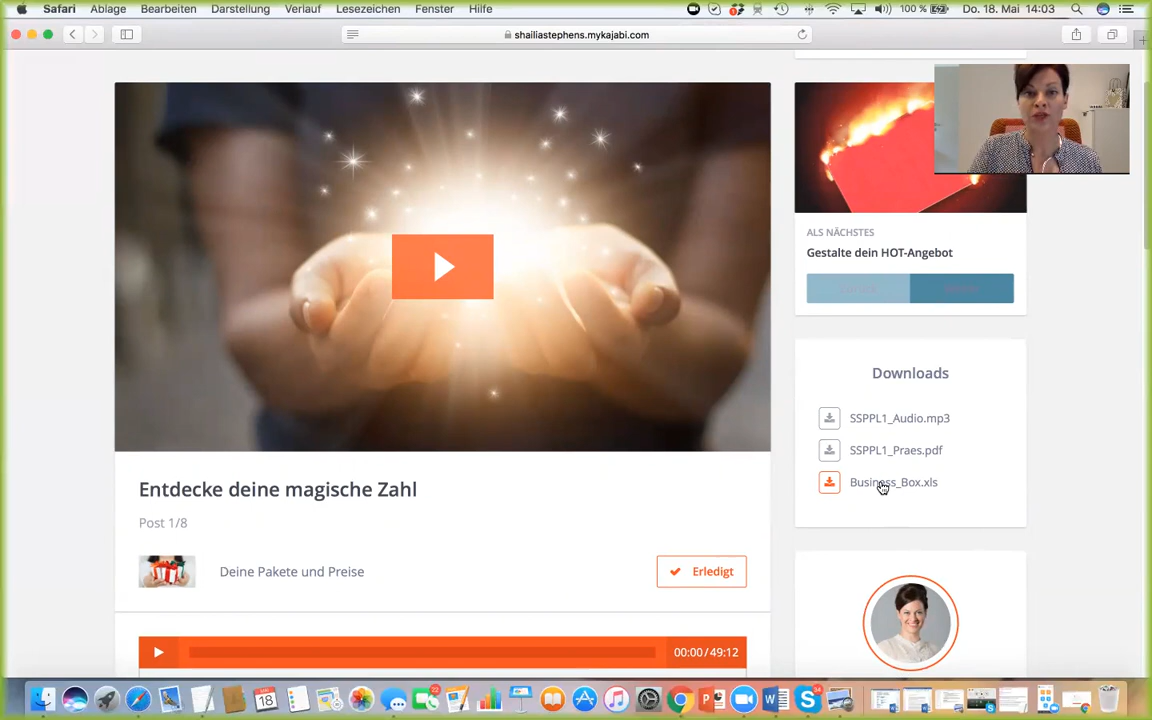 Safari Ablage Bearbeiten Darstellung Verlauf Lesezeichen Fenster Hilfe 100 % Do. 18. Mai 14:03
shailiastephens.mykajabi.com
ALS NÄCHSTES
Gestalte dein HOT-Angebot
Downloads
SSPPL1_Audio.mp3
SSPPL1_Praes.pdf
Business_Box.xls
Entdecke deine magische Zahl
Post 1/8
Deine Pakete und Preise
Erledigt
00:00 / 49:12